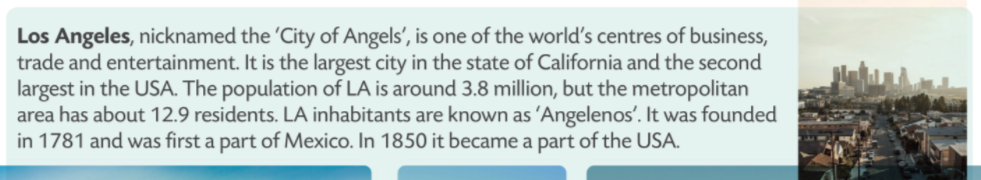 Los Angeles, nicknamed the ‘City of Angels’, is one of the world’s centres of business,
trade and entertainment. It is the largest city in the state of California and the second
largest in the USA. The population of LA is around 3.8 million, but the metropolitan
area has about 12.9 residents. LA inhabitants are known as ‘Angelenos’. It was founded
in 1781 and was first a part of Mexico. In 1850 it became a part of the USA.